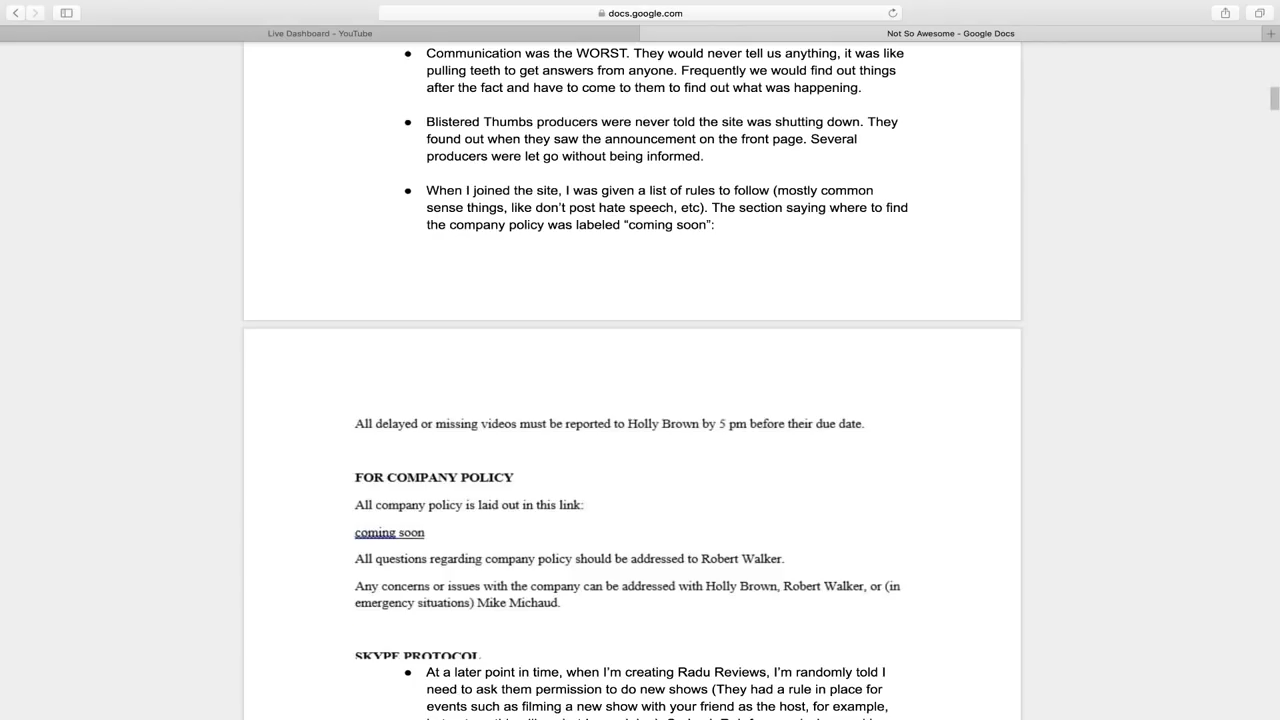 docs.google.com
Live Dashboard - YouTube
Not So Awesome - Google Docs
• Communication was the WORST. They would never tell us anything, it was like
pulling teeth to get answers from anyone. Frequently we would find out things
after the fact and have to come to them to find out what was happening.
• Blistered Thumbs producers were never told the site was shutting down. They
found out when they saw the announcement on the front page. Several
producers were let go without being informed.
• When I joined the site, I was given a list of rules to follow (mostly common
sense things, like don't post hate speech, etc). The section saying where to find
the company policy was labeled “coming soon”:
All delayed or missing videos must be reported to Holly Brown by 5 pm before their due date.
FOR COMPANY POLICY
All company policy is laid out in this link:
coming soon
All questions regarding company policy should be addressed to Robert Walker.
Any concerns or issues with the company can be addressed with Holly Brown, Robert Walker, or (in
emergency situations) Mike Michaud.
SKYPE PROTOCOL
• At a later point in time, when I'm creating Radu Reviews, I'm randomly told I
need to ask them permission to do new shows (They had a rule in place for
events such as filming a new show with your friend as the host, for example,